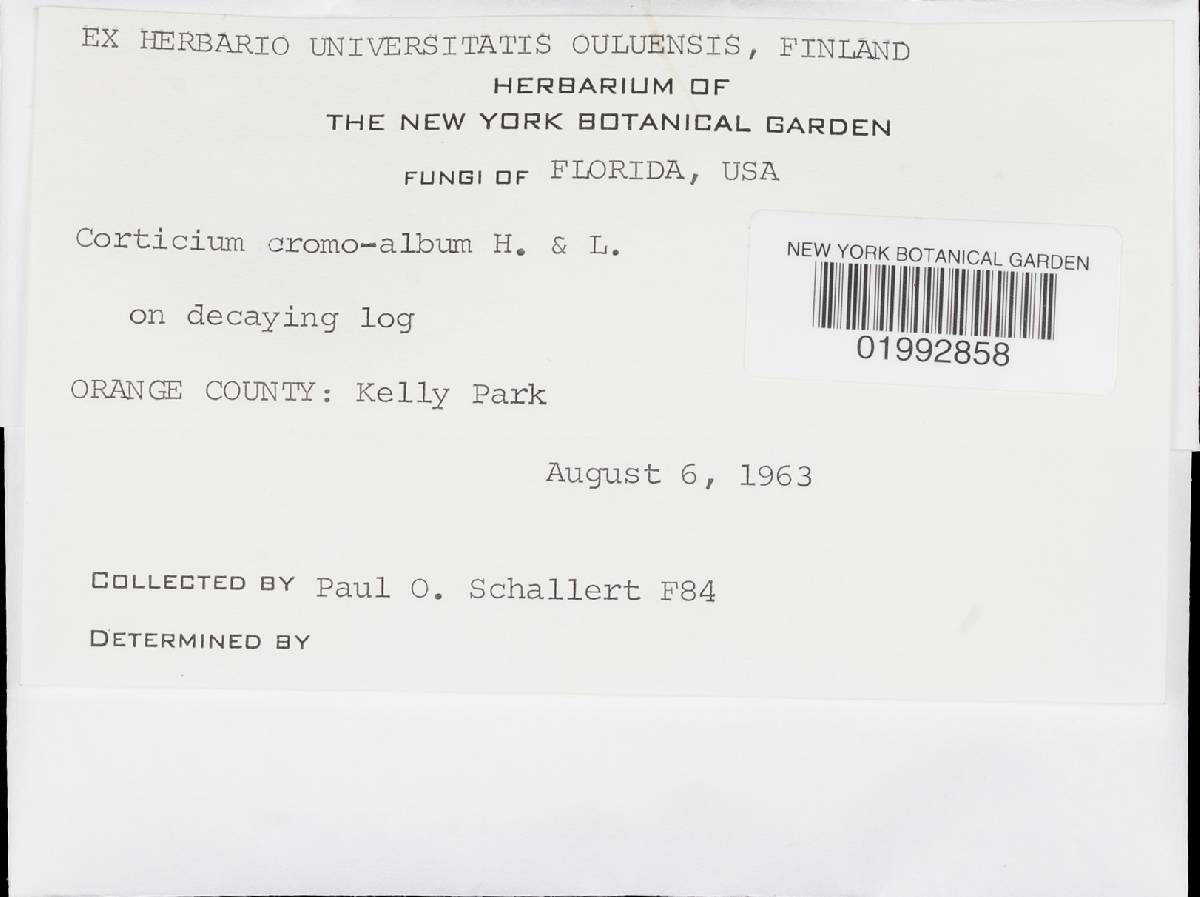 EX HERBARIO UNIVERSITATIS OULUENSIS, FINLAND
HERBARIUM OF
THE NEW YORK BOTANICAL GARDEN
FUNGI OF FLORIDA, USA
Corticium cromo-album H. & L.
NEW YORK BOTANICAL GARDEN
01992858
on decaying log
ORANGE COUNTY: Kelly Park
August 6, 1963
COLLECTED BY Paul O. Schallert F84
DETERMINED BY